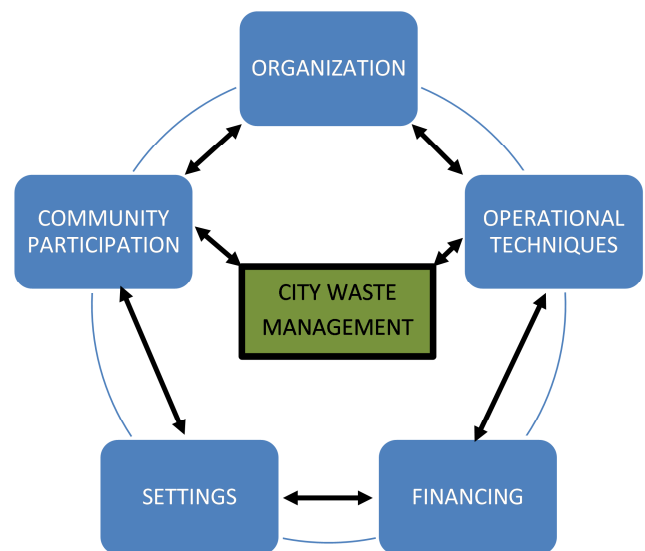 ORGANIZATION
COMMUNITY
PARTICIPATION
OPERATIONAL
TECHNIQUES
CITY WASTE
MANAGEMENT
SETTINGS
FINANCING